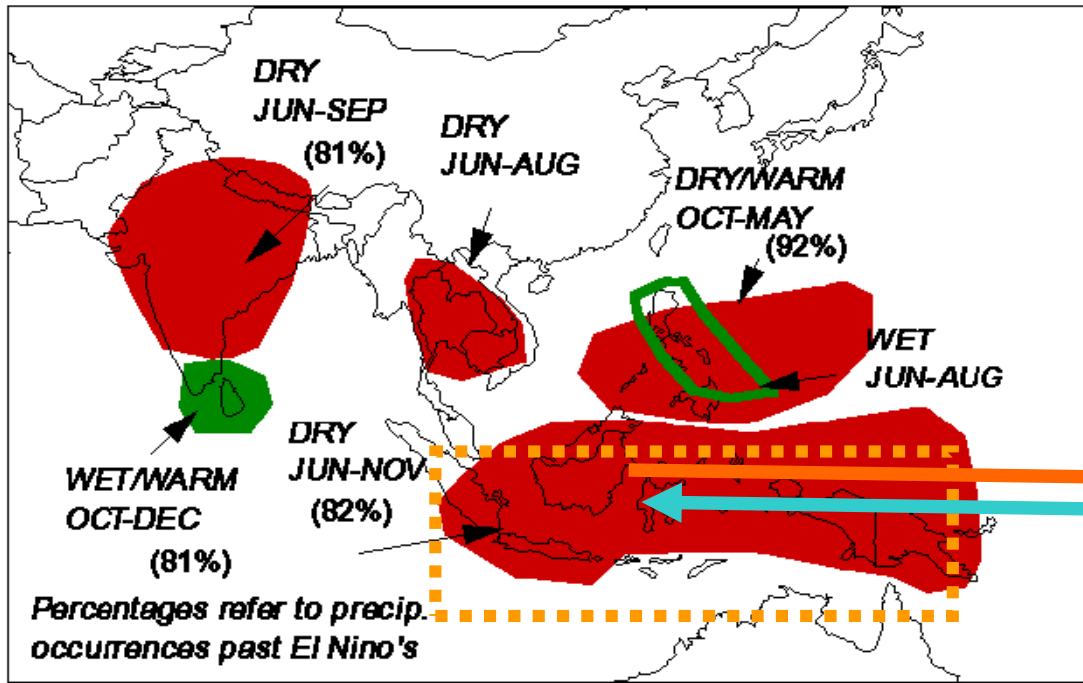 DRY
JUN-SEP
(81%)
DRY
JUN-AUG
DRY/WARM
OCT-MAY
(92%)
WET
JUN-AUG
WET/WARM
OCT-DEC
(81%)
DRY
JUN-NOV
(82%)
Percentages refer to precip.
occurrences past El Nino's